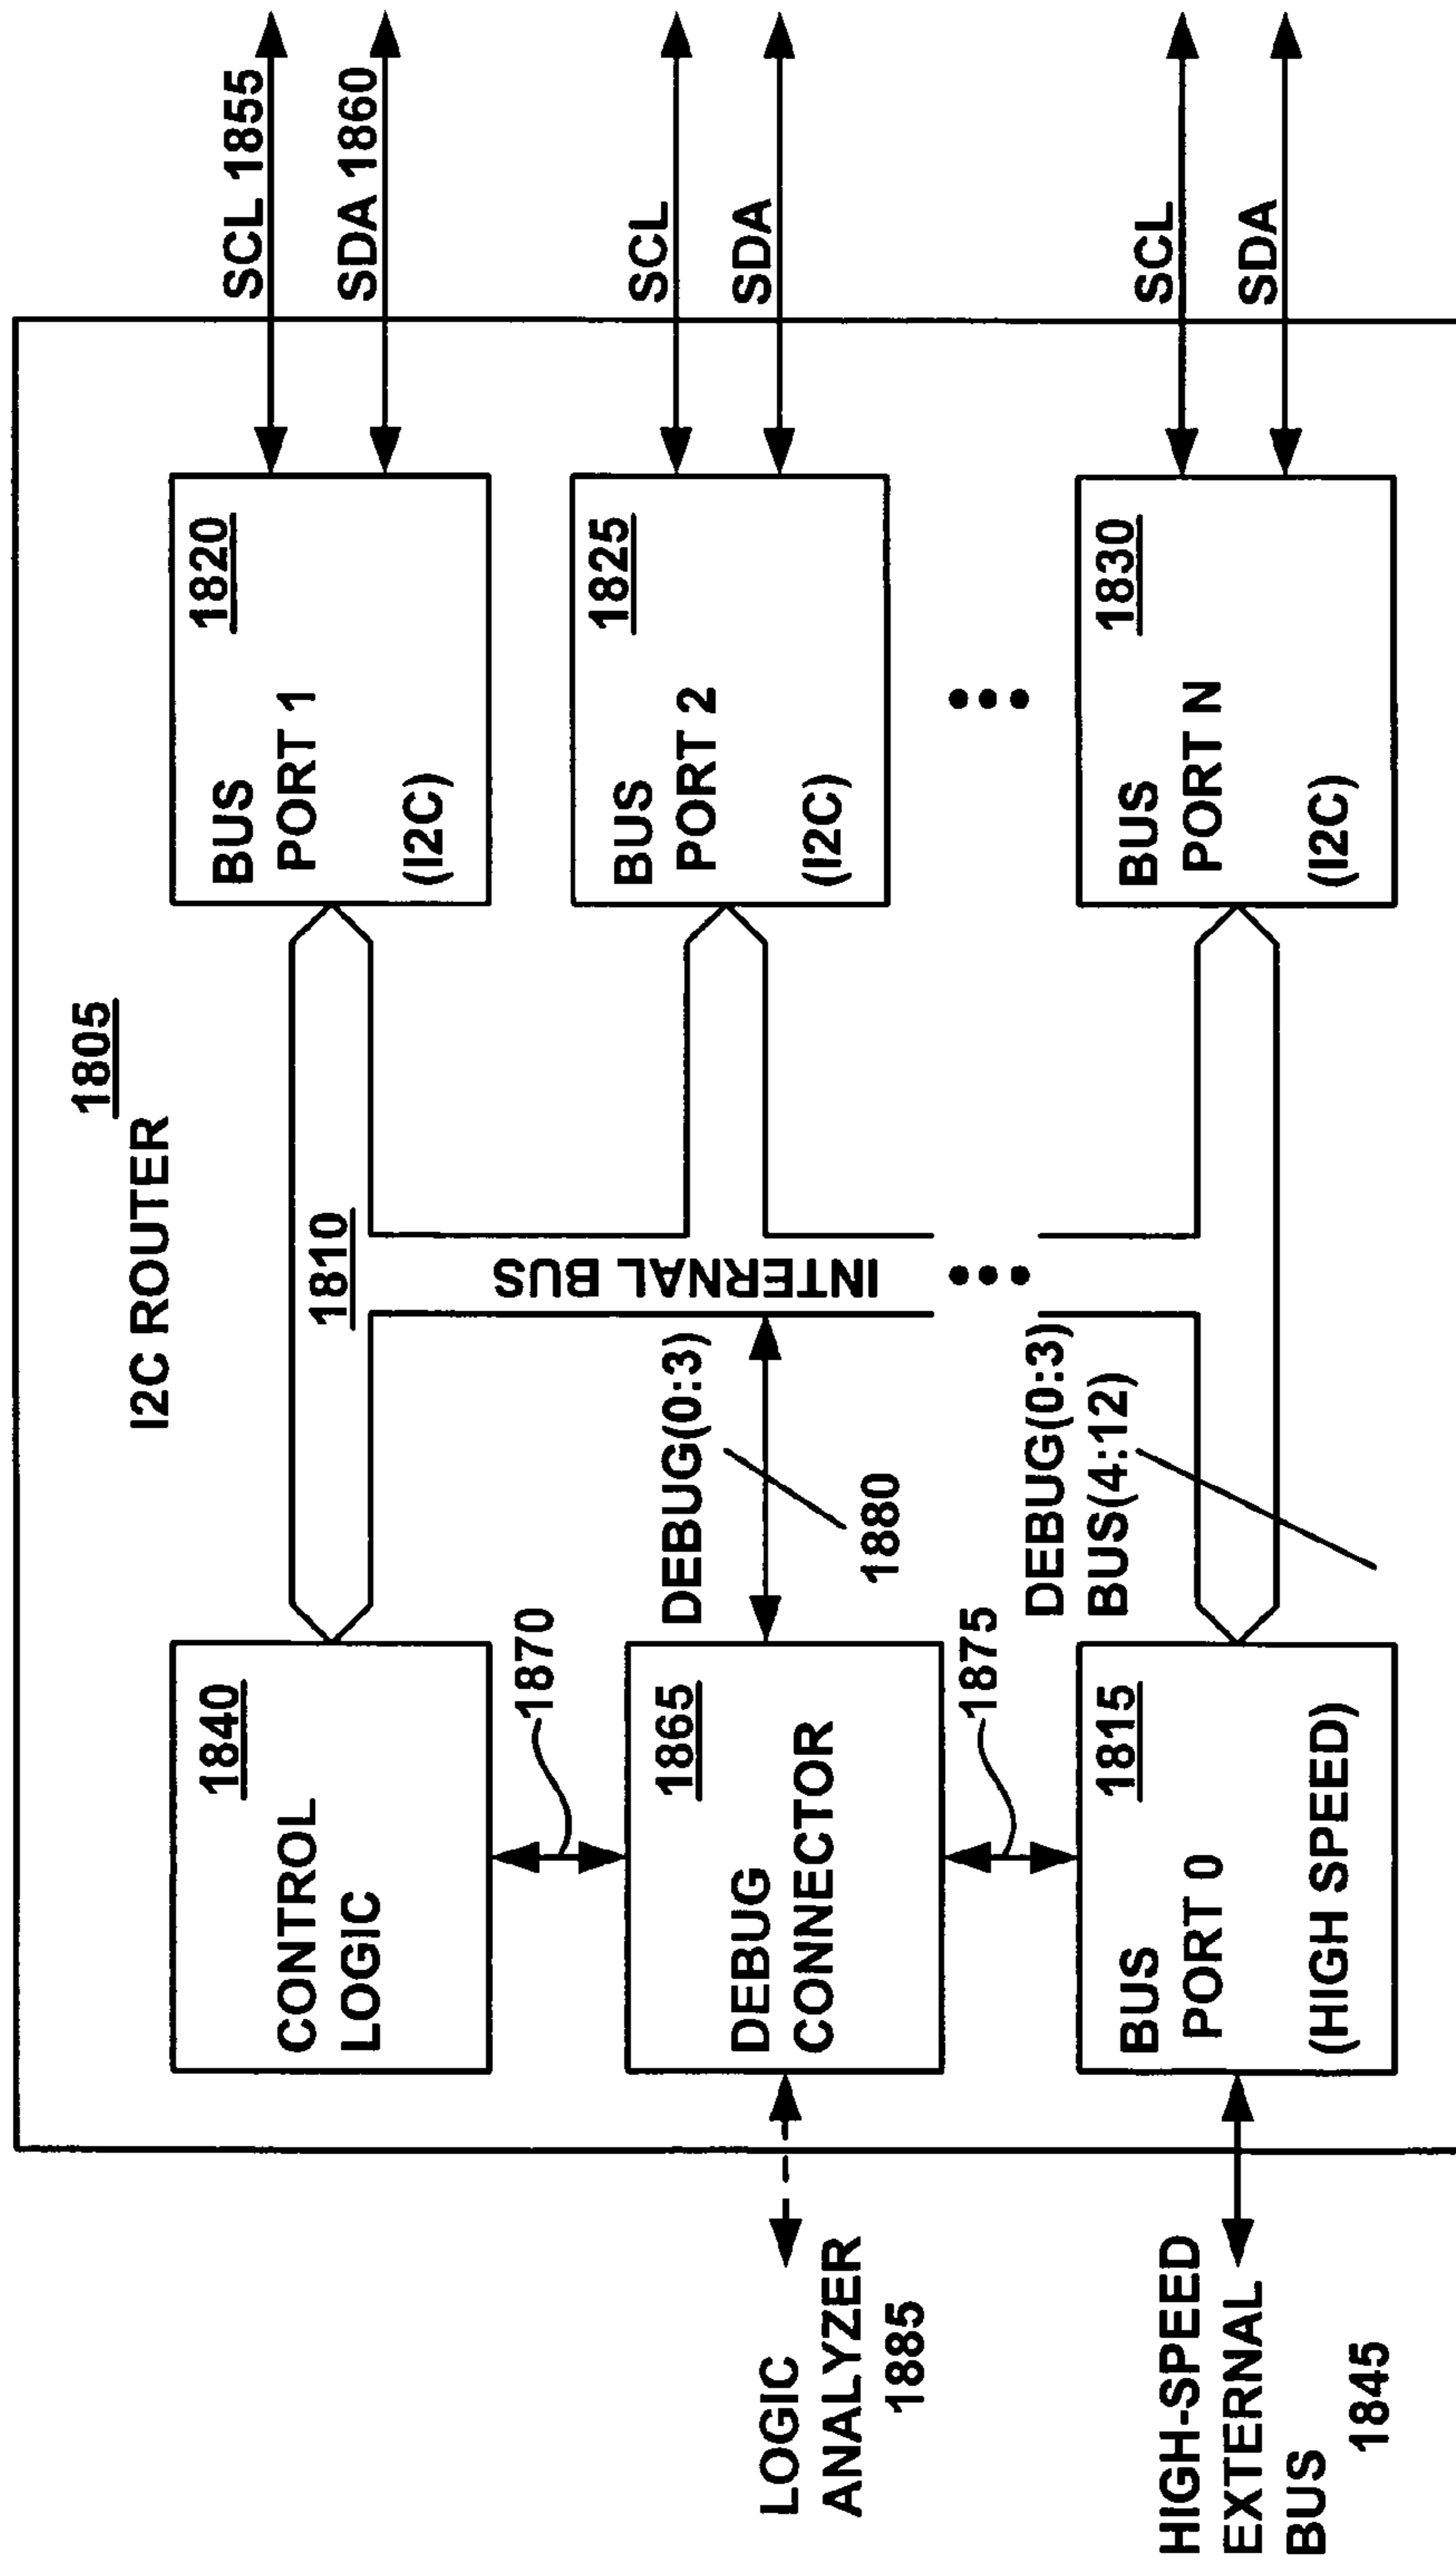 1805
I2C ROUTER
1840
CONTROL
LOGIC
1810
1820
BUS
PORT 1
(I2C)
SCL 1855
SDA 1860
1870
INTERNAL BUS
1825
BUS
PORT 2
(I2C)
SCL
SDA
LOGIC
ANALYZER
1885
1865
DEBUG
CONNECTOR
DEBUG(0:3)
1880
1875
DEBUG(0:3)
BUS(4:12)
HIGH-SPEED
EXTERNAL
BUS
1845
1815
BUS
PORT 0
(HIGH SPEED)
1830
BUS
PORT N
(I2C)
SCL
SDA